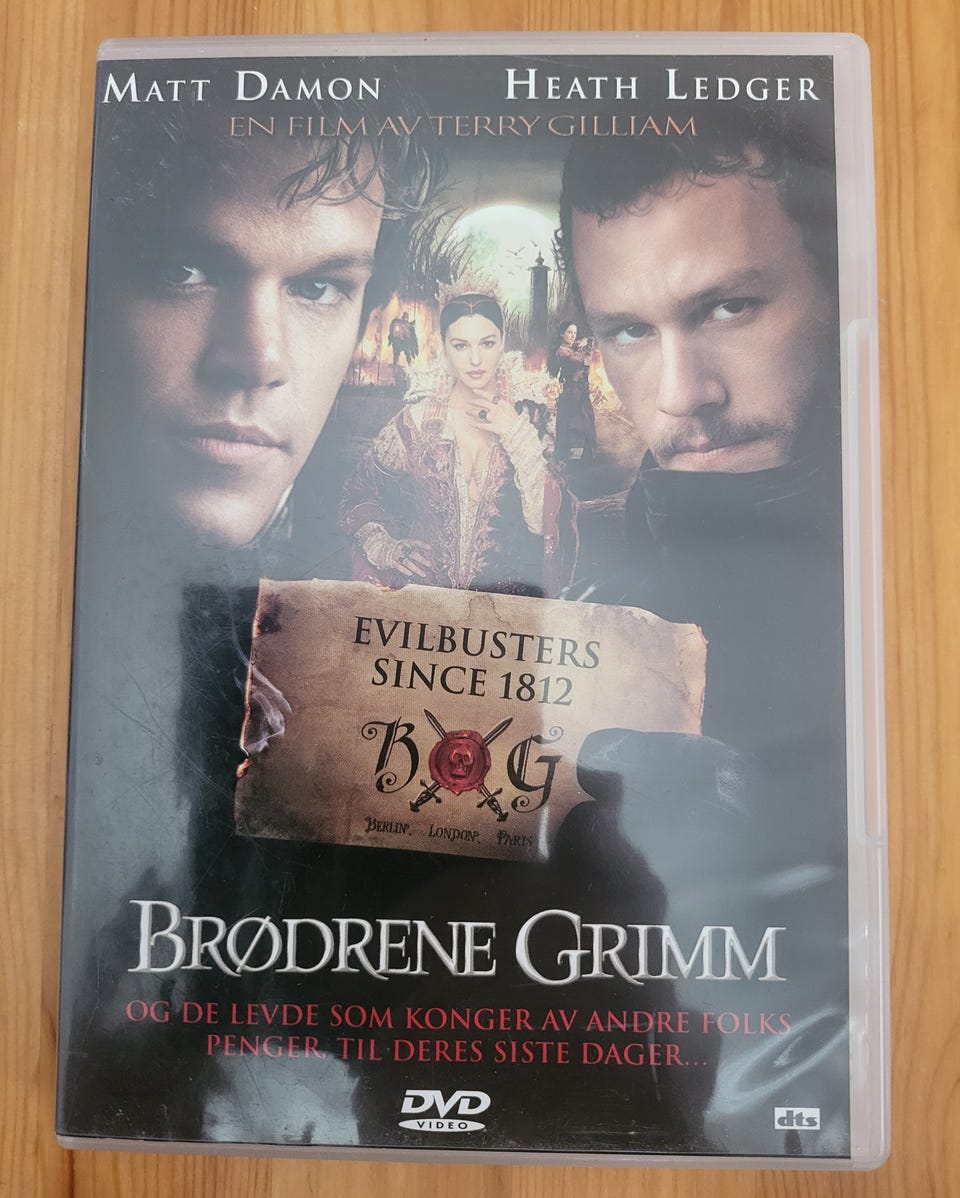 MATT DAMON HEATH LEDGER
EN FILM AV TERRY GILLIAM
EVILBUSTERS
SINCE 1812
B G
BERLIN. LONDON. PARIS
BRØDRENE GRIMM
OG DE LEVDE SOM KONGER AV ANDRE FOLKS
PENGER, TIL DERES SISTE DAGER...
DVD
VIDEO
dts